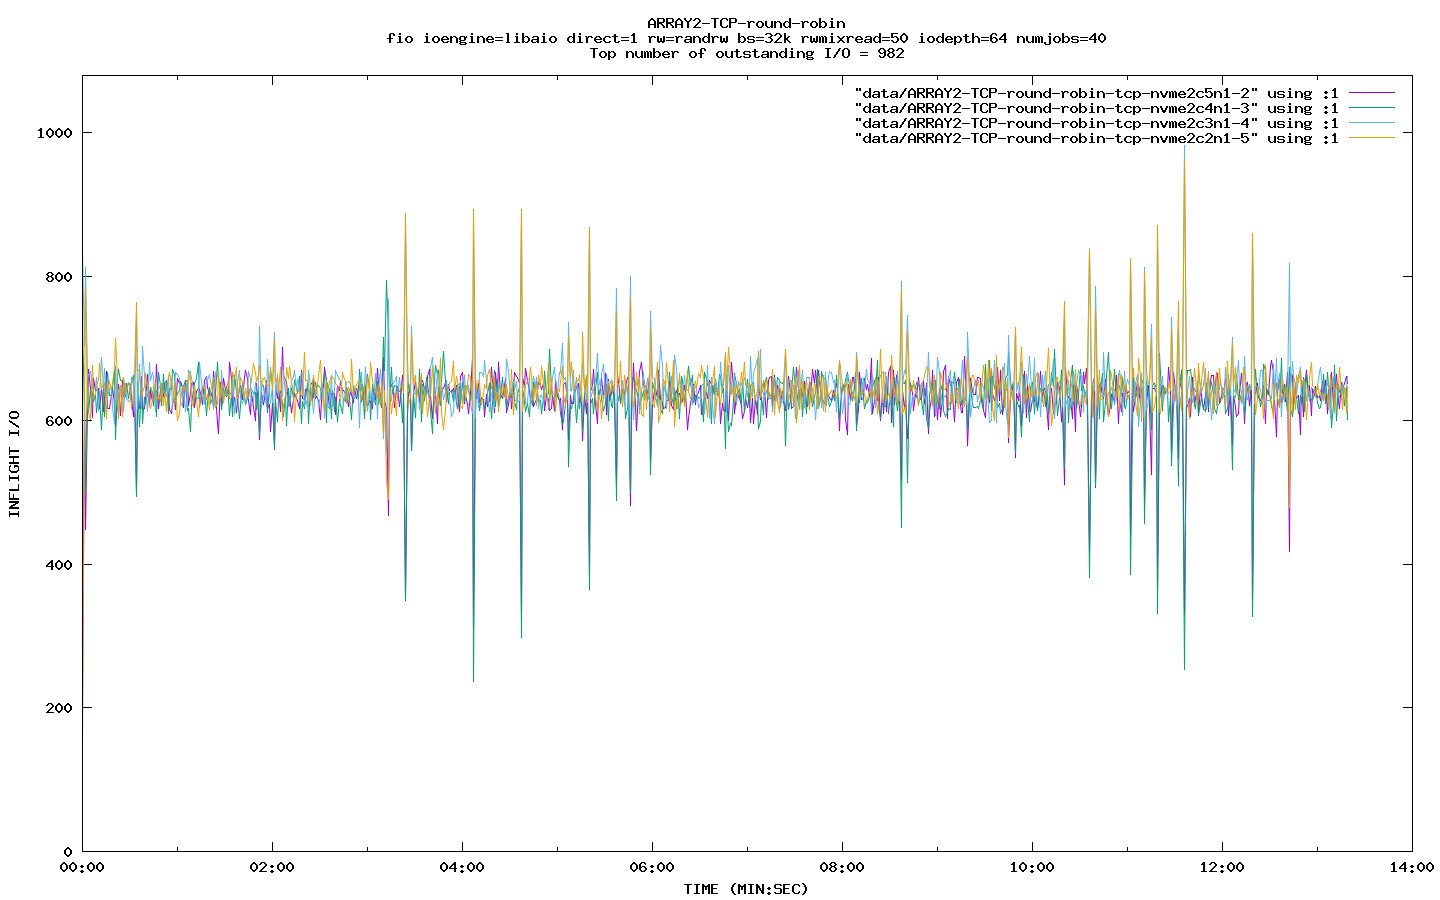 ARRAY2-TCP-round-robin
fio ioengine=libaio direct=1 rw=randrw bs=32k rwmixread=50 iodepth=64 numjobs=40
Top number of outstanding I/O = 982
"data/ARRAY2-TCP-round-robin-tcp-nvme2c5n1-2" using :1
"data/ARRAY2-TCP-round-robin-tcp-nvme2c4n1-3" using :1
"data/ARRAY2-TCP-round-robin-tcp-nvme2c3n1-4" using :1
"data/ARRAY2-TCP-round-robin-tcp-nvme2c2n1-5" using :1
1000
800
600
400
200
0
INFLIGHT I/O
00:00 02:00 04:00 06:00 08:00 10:00 12:00 14:00
TIME (MIN:SEC)